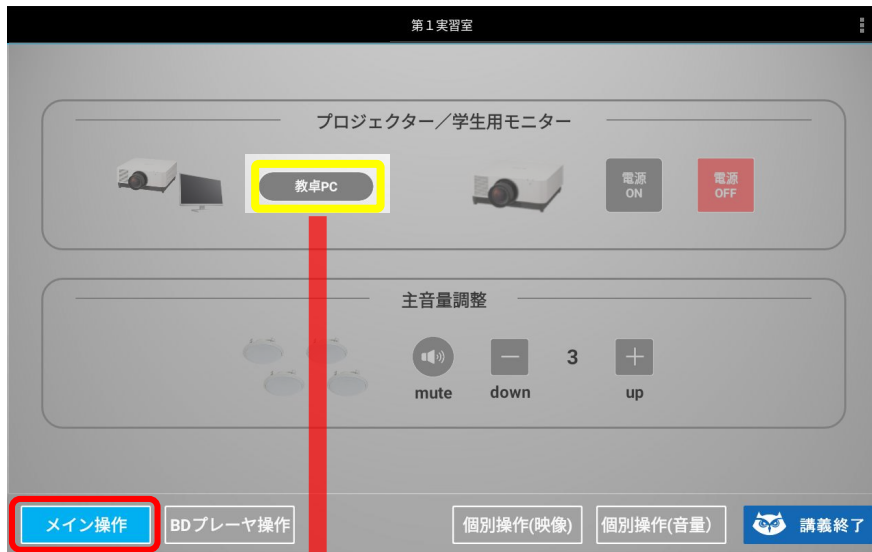 第1実習室
プロジェクター／学生用モニター
教卓PC
電源
ON
電源
OFF
主音量調整
3
mute
down
up
メイン操作
BDプレーヤ操作
個別操作(映像)
個別操作(音量)
講義終了